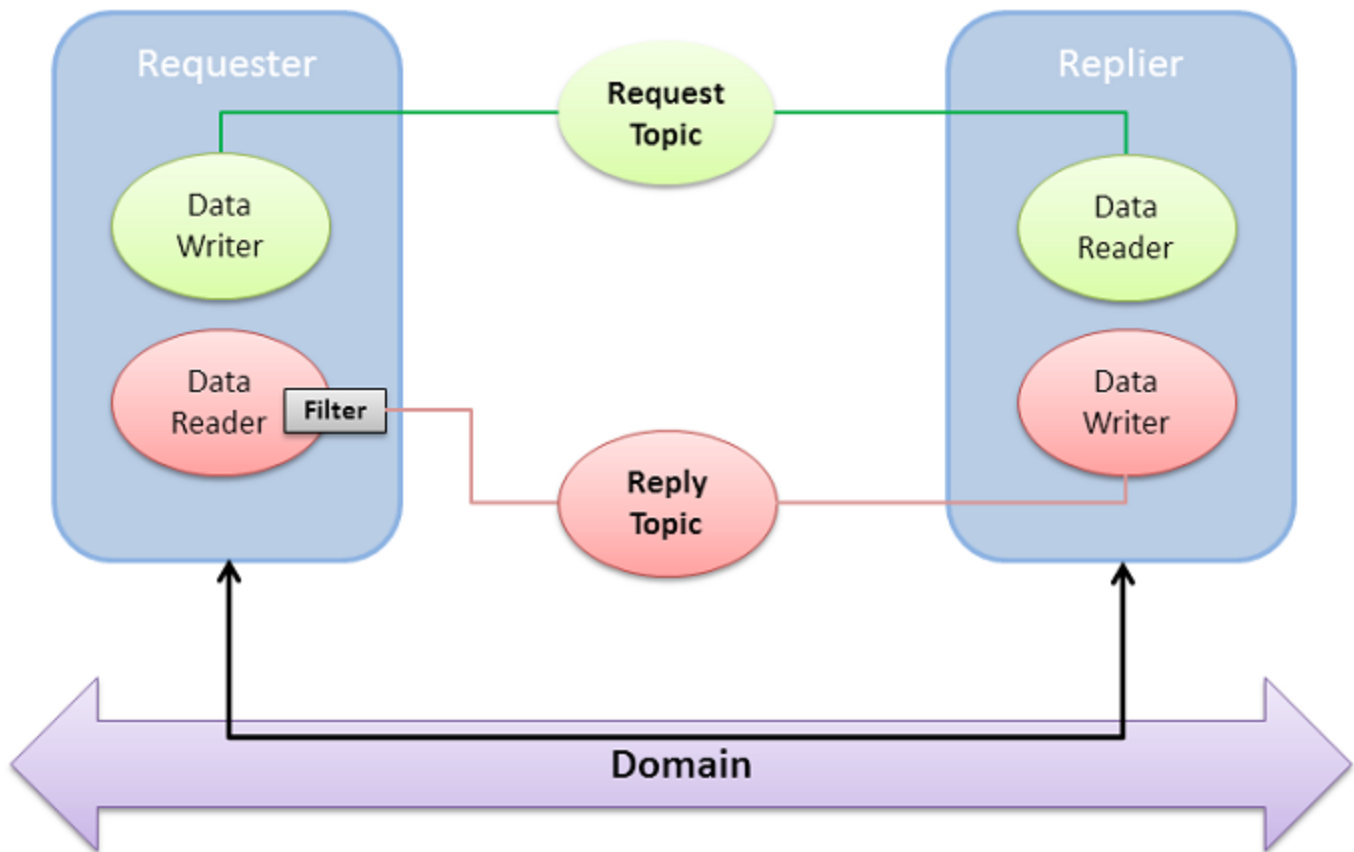 Requester
Replier
Request
Topic
Data
Writer
Data
Reader
Data
Reader
Filter
Data
Writer
Reply
Topic
Domain